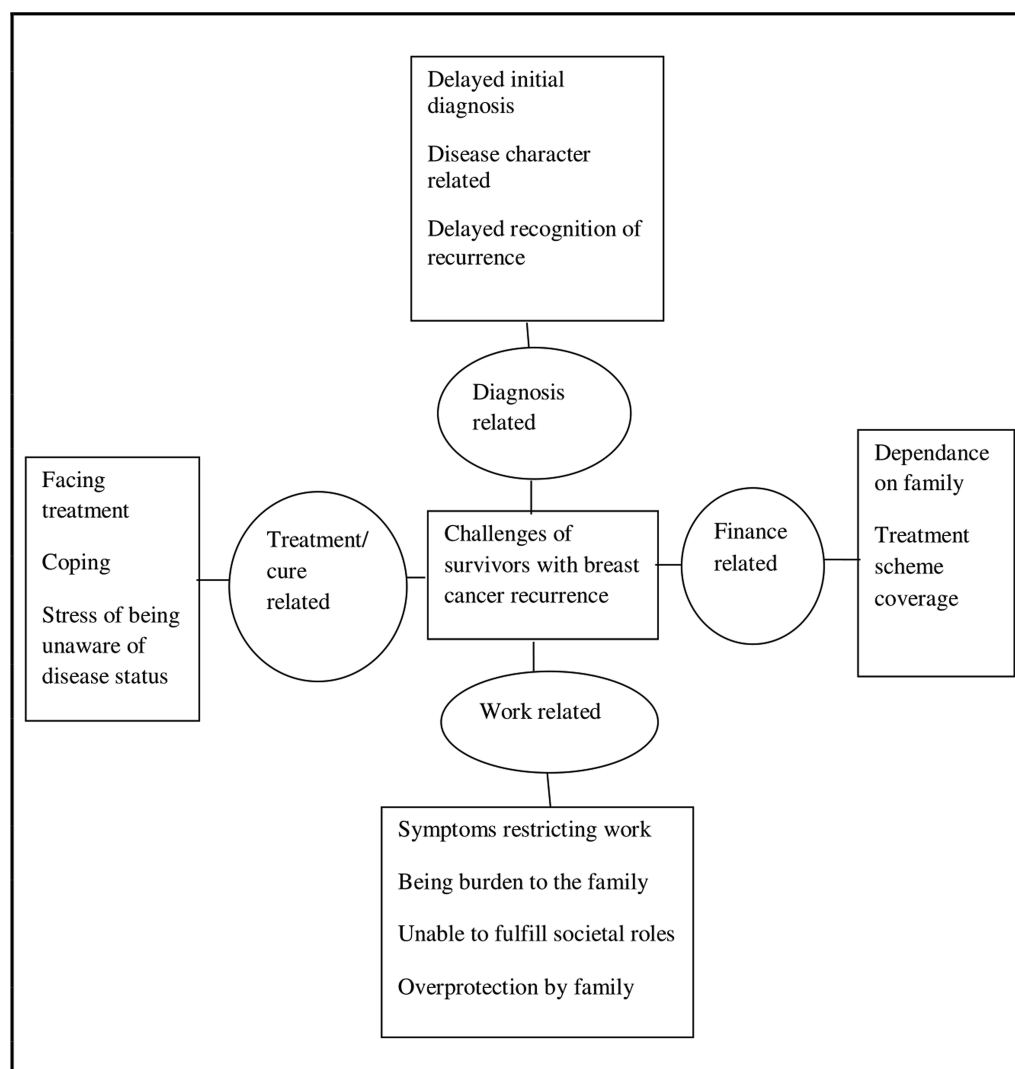 Delayed initial
diagnosis
Disease character
related
Delayed recognition of
recurrence
Diagnosis
related
Facing
treatment
Coping
Stress of being
unaware of
disease status
Treatment/
cure
related
Challenges of
survivors with breast
cancer recurrence
Finance
related
Dependance
on family
Treatment
scheme
coverage
Work related
Symptoms restricting work
Being burden to the family
Unable to fulfill societal roles
Overprotection by family